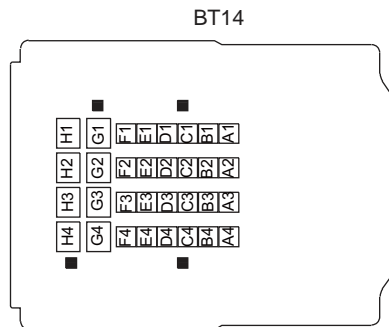 BT14
H1 G1 F1 E1 D1 C1 B1 A1
H2 G2 F2 E2 D2 C2 B2 A2
H3 G3 F3 E3 D3 C3 B3 A3
H4 G4 F4 E4 D4 C4 B4 A4